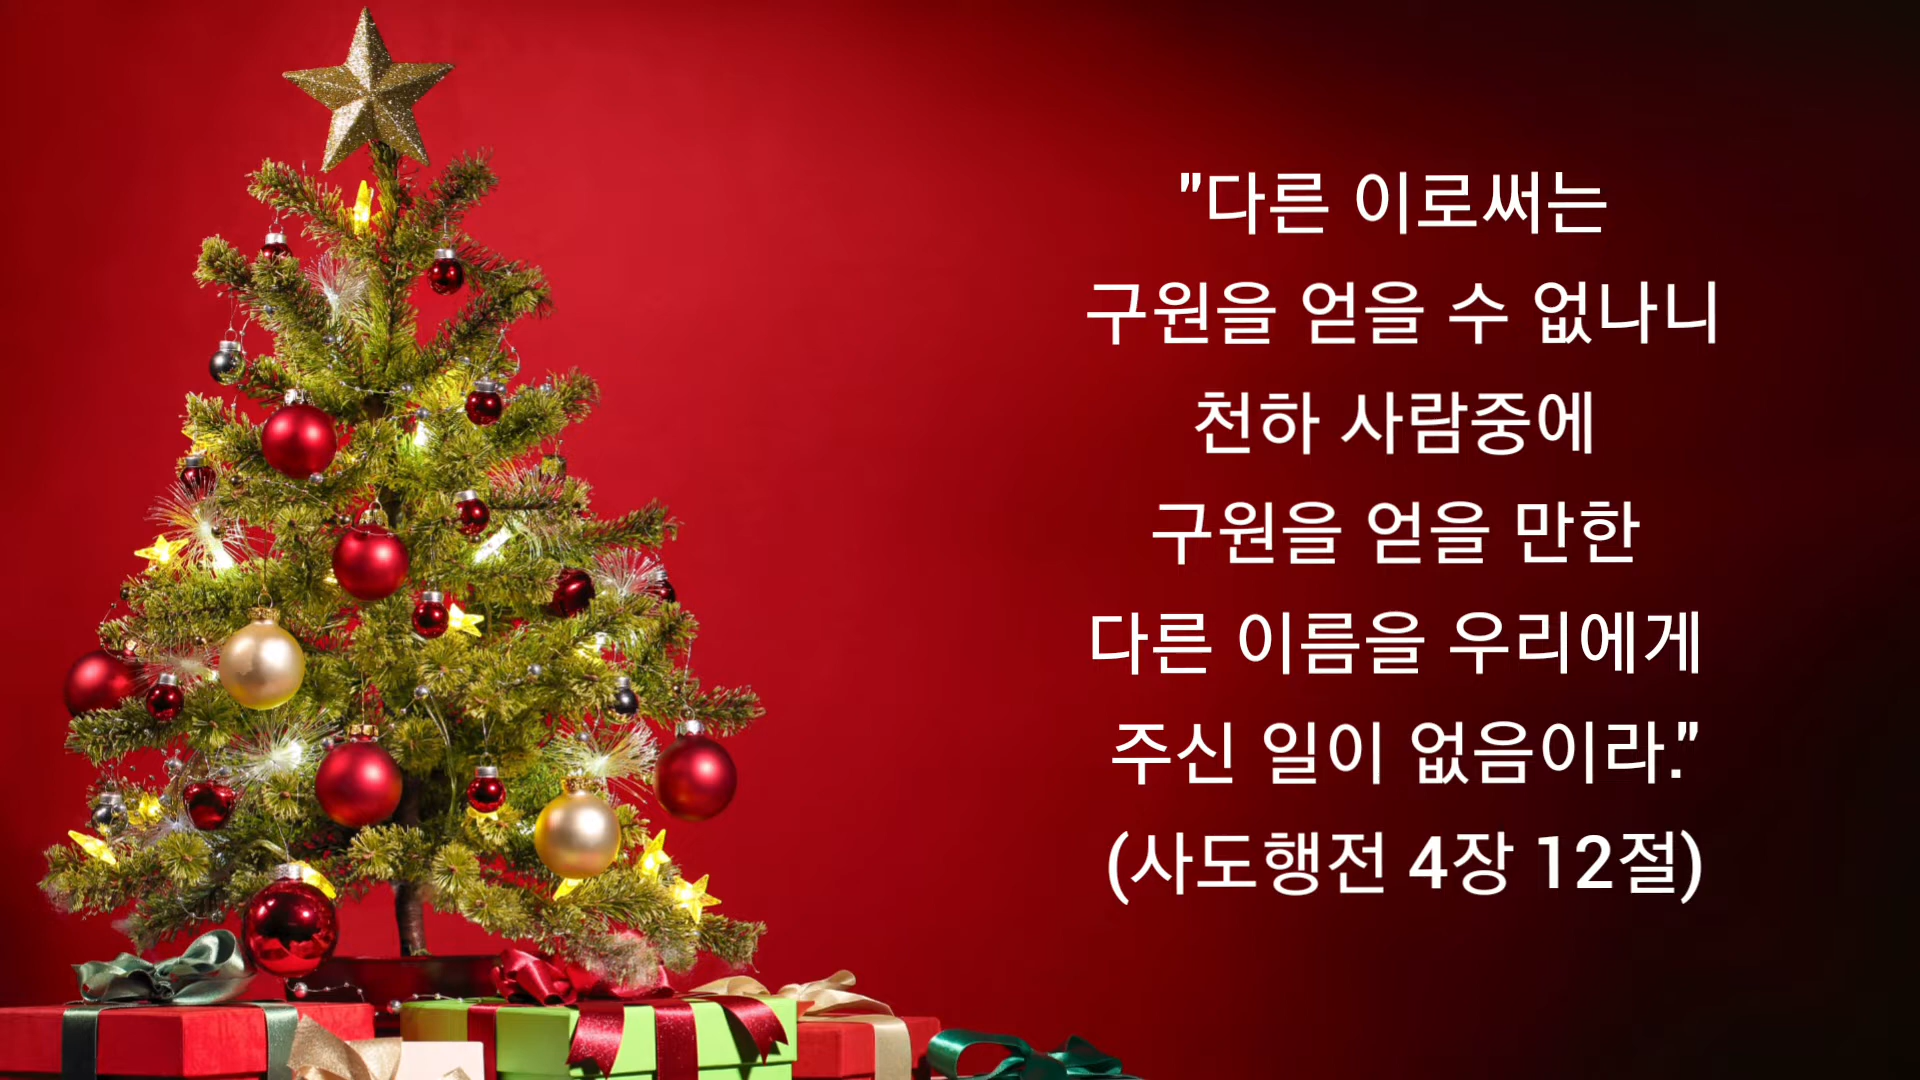 "다른 이로써는
구원을 얻을 수 없나니
천하 사람중에
구원을 얻을 만한
다른 이름을 우리에게
주신 일이 없음이라."
(사도행전 4장 12절)